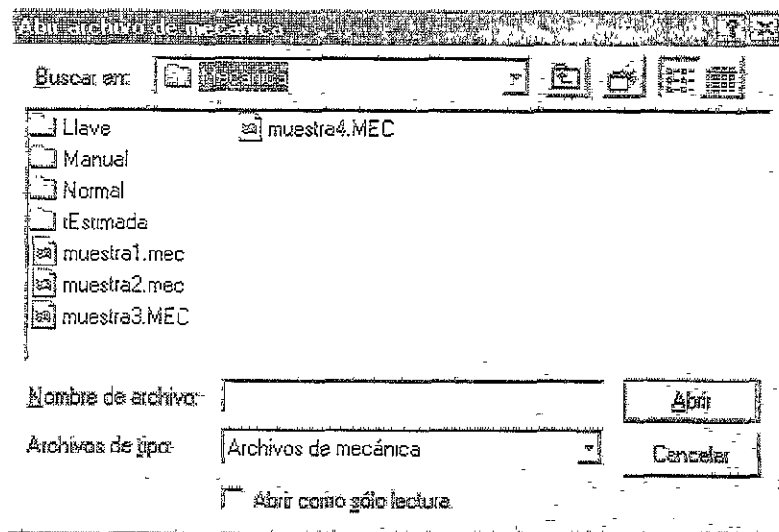 Abrir archivo de mecánica
Buscar en:
Llave
Manual
Normal
tEstimada
muestra1.mec
muestra2.mec
muestra3.MEC
muestra4.MEC
Nombre de archivo:
Abrir
Archivos de tipo:
Archivos de mecánica
Cancelar
Abrir como sólo lectura